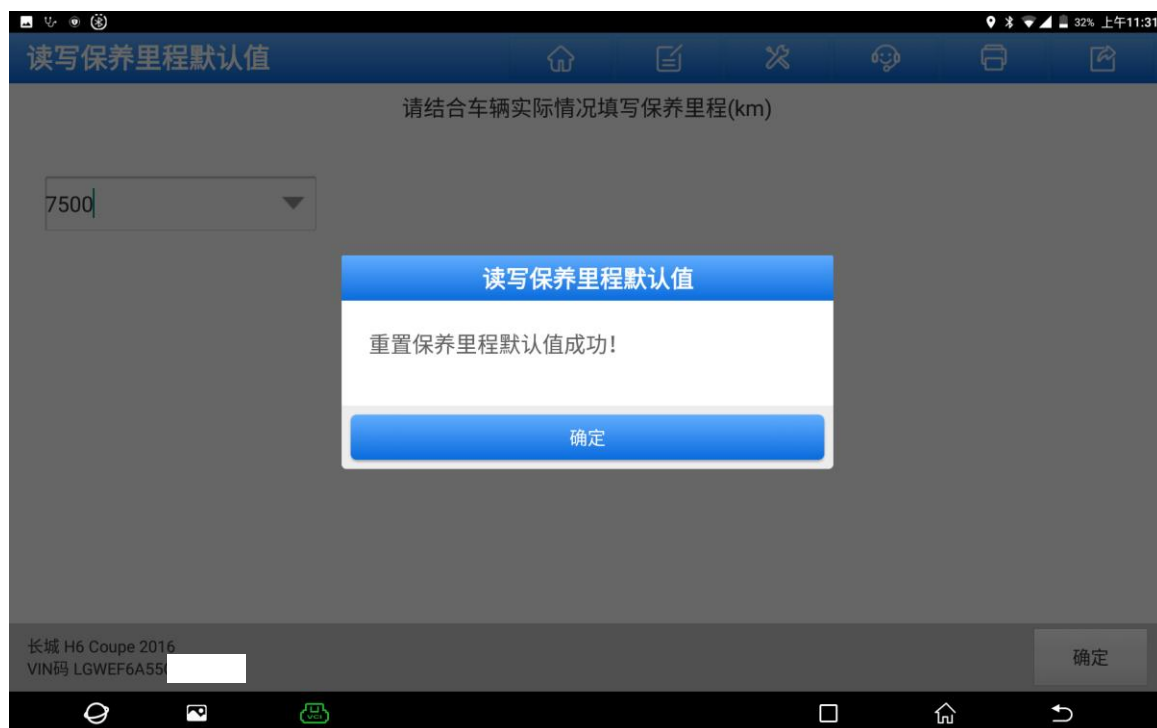 32% 上午11:31
读写保养里程默认值
请结合车辆实际情况填写保养里程(km)
7500
读写保养里程默认值
重置保养里程默认值成功!
确定
长城 H6 Coupe 2016
VIN码 LGWEF6A550
确定
VCI